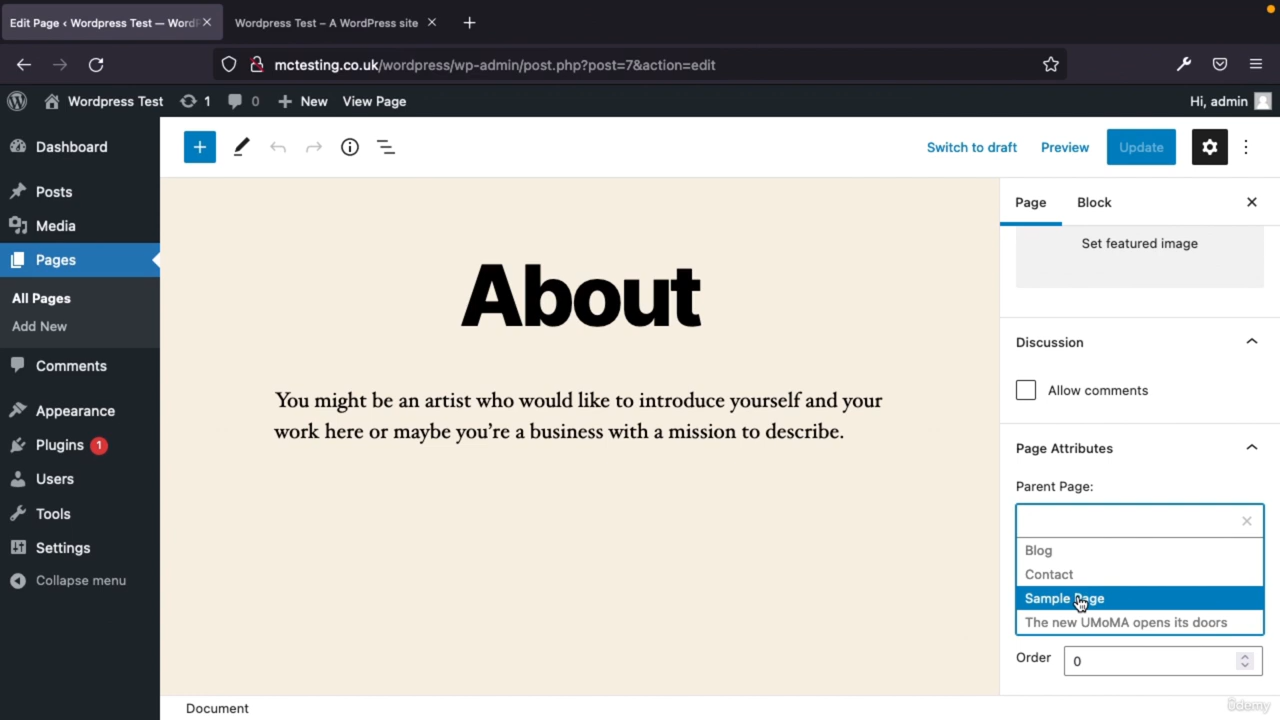 Edit Page ‹ Wordpress Test — Word
Wordpress Test – A WordPress site
mctesting.co.uk/wordpress/wp-admin/post.php?post=7&action=edit
Wordpress Test
1
0
New
View Page
Hi, admin
Dashboard
Posts
Media
Pages
All Pages
Add New
Comments
Appearance
Plugins 1
Users
Tools
Settings
Collapse menu
Switch to draft
Preview
Update
About
You might be an artist who would like to introduce yourself and your
work here or maybe you’re a business with a mission to describe.
Page
Block
Set featured image
Discussion
Allow comments
Page Attributes
Parent Page:
Blog
Contact
Sample Page
The new UMoMA opens its doors
Order
0
Document
ûdemy